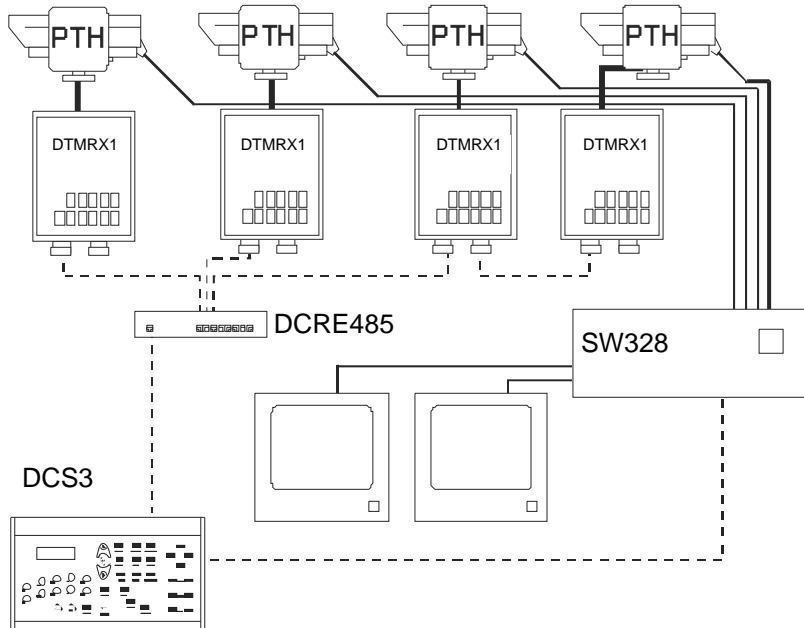 PTH
PTH
PTH
PTH
DTMRX1
DTMRX1
DTMRX1
DTMRX1
DCRE485
SW328
DCS3